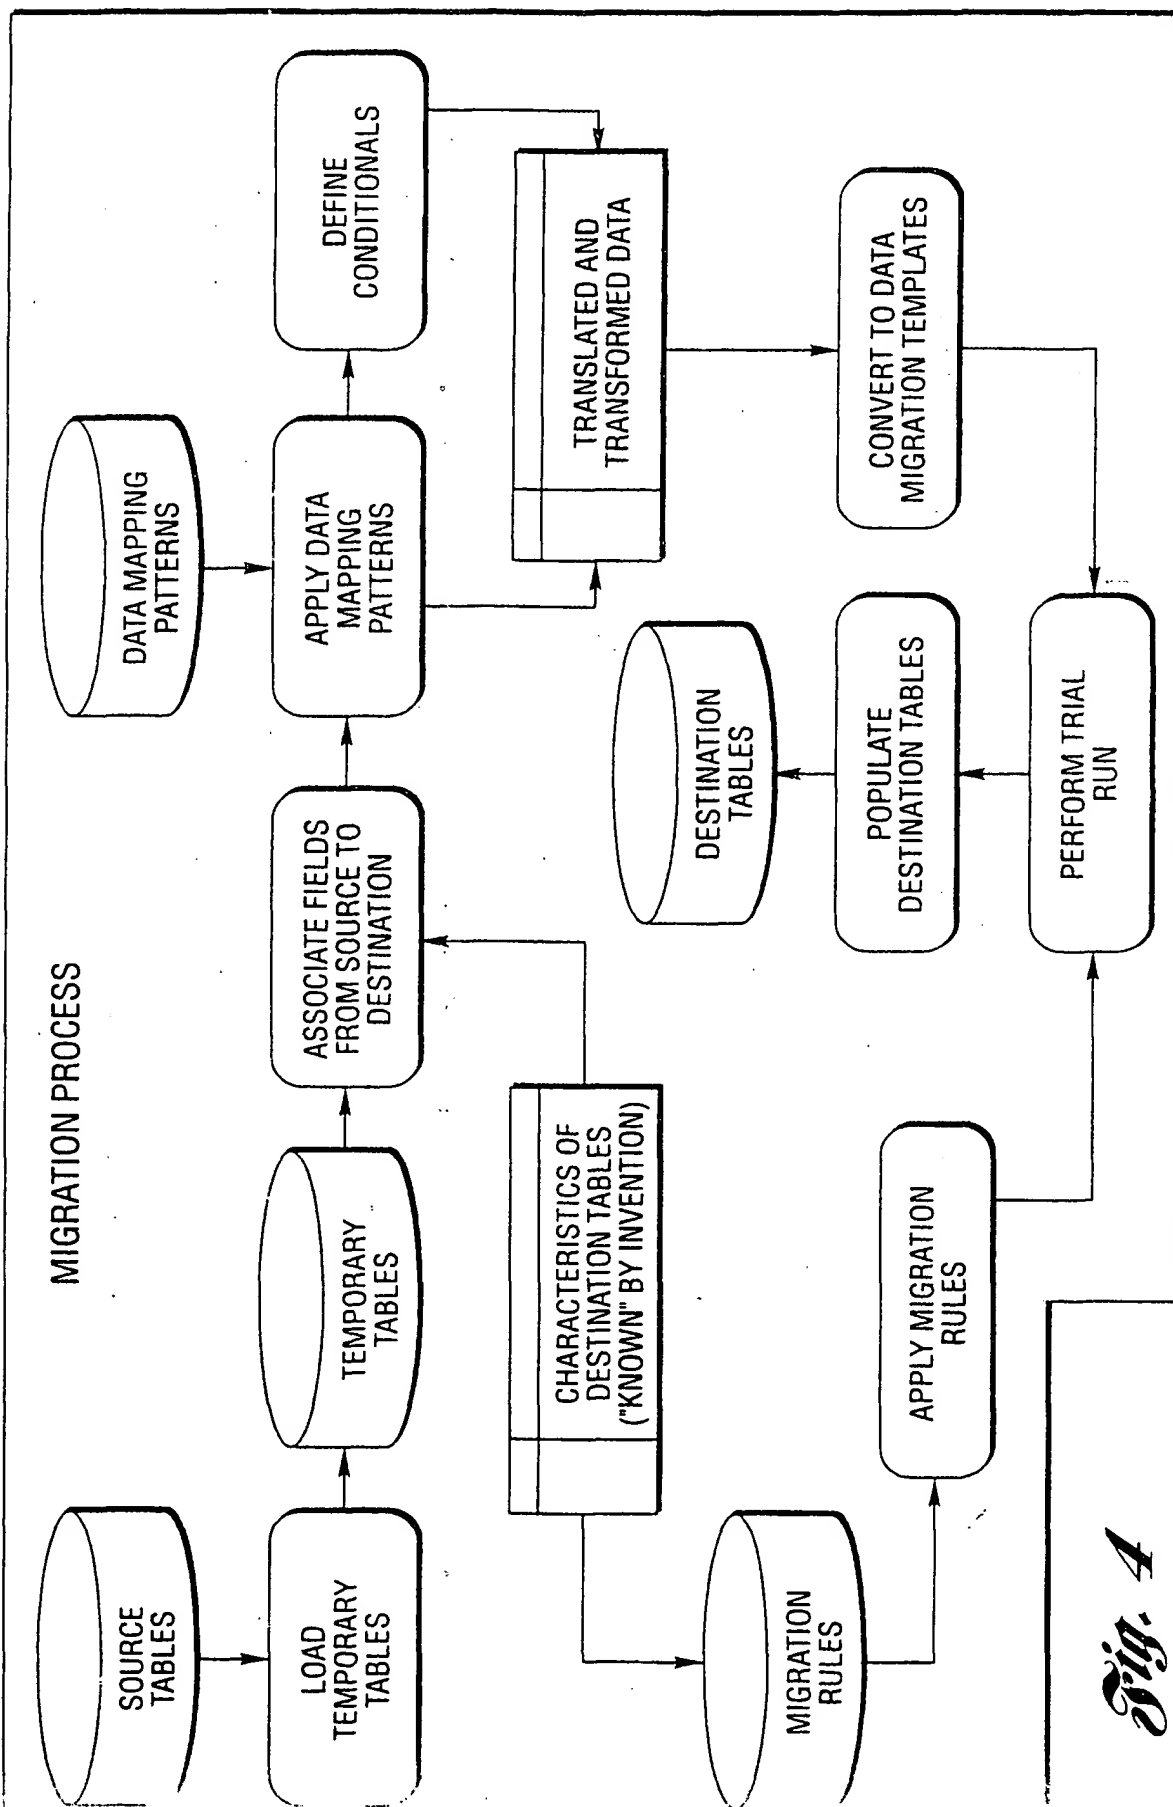 MIGRATION PROCESS
SOURCE
TABLES
LOAD
TEMPORARY
TABLES
TEMPORARY
TABLES
ASSOCIATE FIELDS
FROM SOURCE TO
DESTINATION
DATA MAPPING
PATTERNS
APPLY DATA
MAPPING
PATTERNS
DEFINE
CONDITIONALS
CHARACTERISTICS OF
DESTINATION TABLES
("KNOWN" BY INVENTION)
TRANSLATED AND
TRANSFORMED DATA
MIGRATION
RULES
APPLY MIGRATION
RULES
DESTINATION
TABLES
POPULATE
DESTINATION TABLES
CONVERT TO DATA
MIGRATION TEMPLATES
PERFORM TRIAL
RUN
Fig. 4